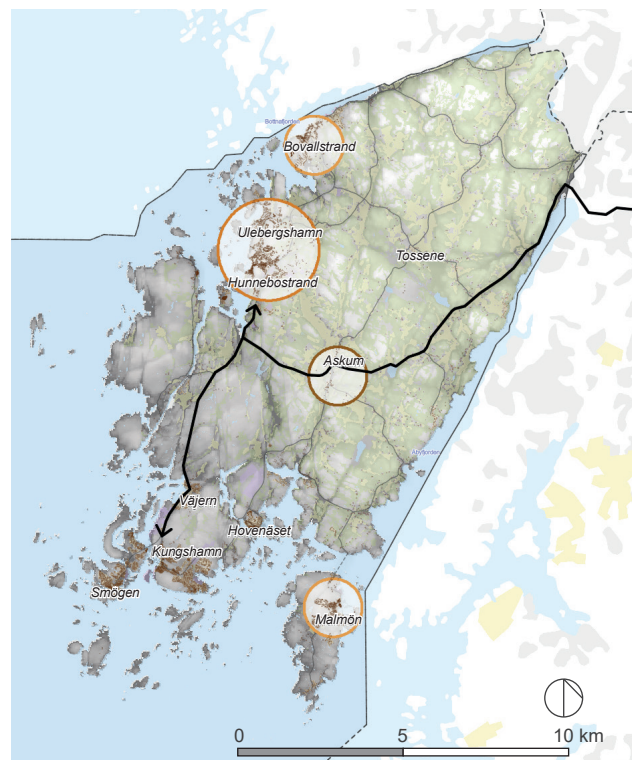 Bottnafjorden
Bovallstrand
Ulebergshamn
Tossene
Hunnebostrand
Askum
Åbyfjorden
Väjern
Hovenäset
Kungshamn
Smögen
Malmön
0 5 10 km